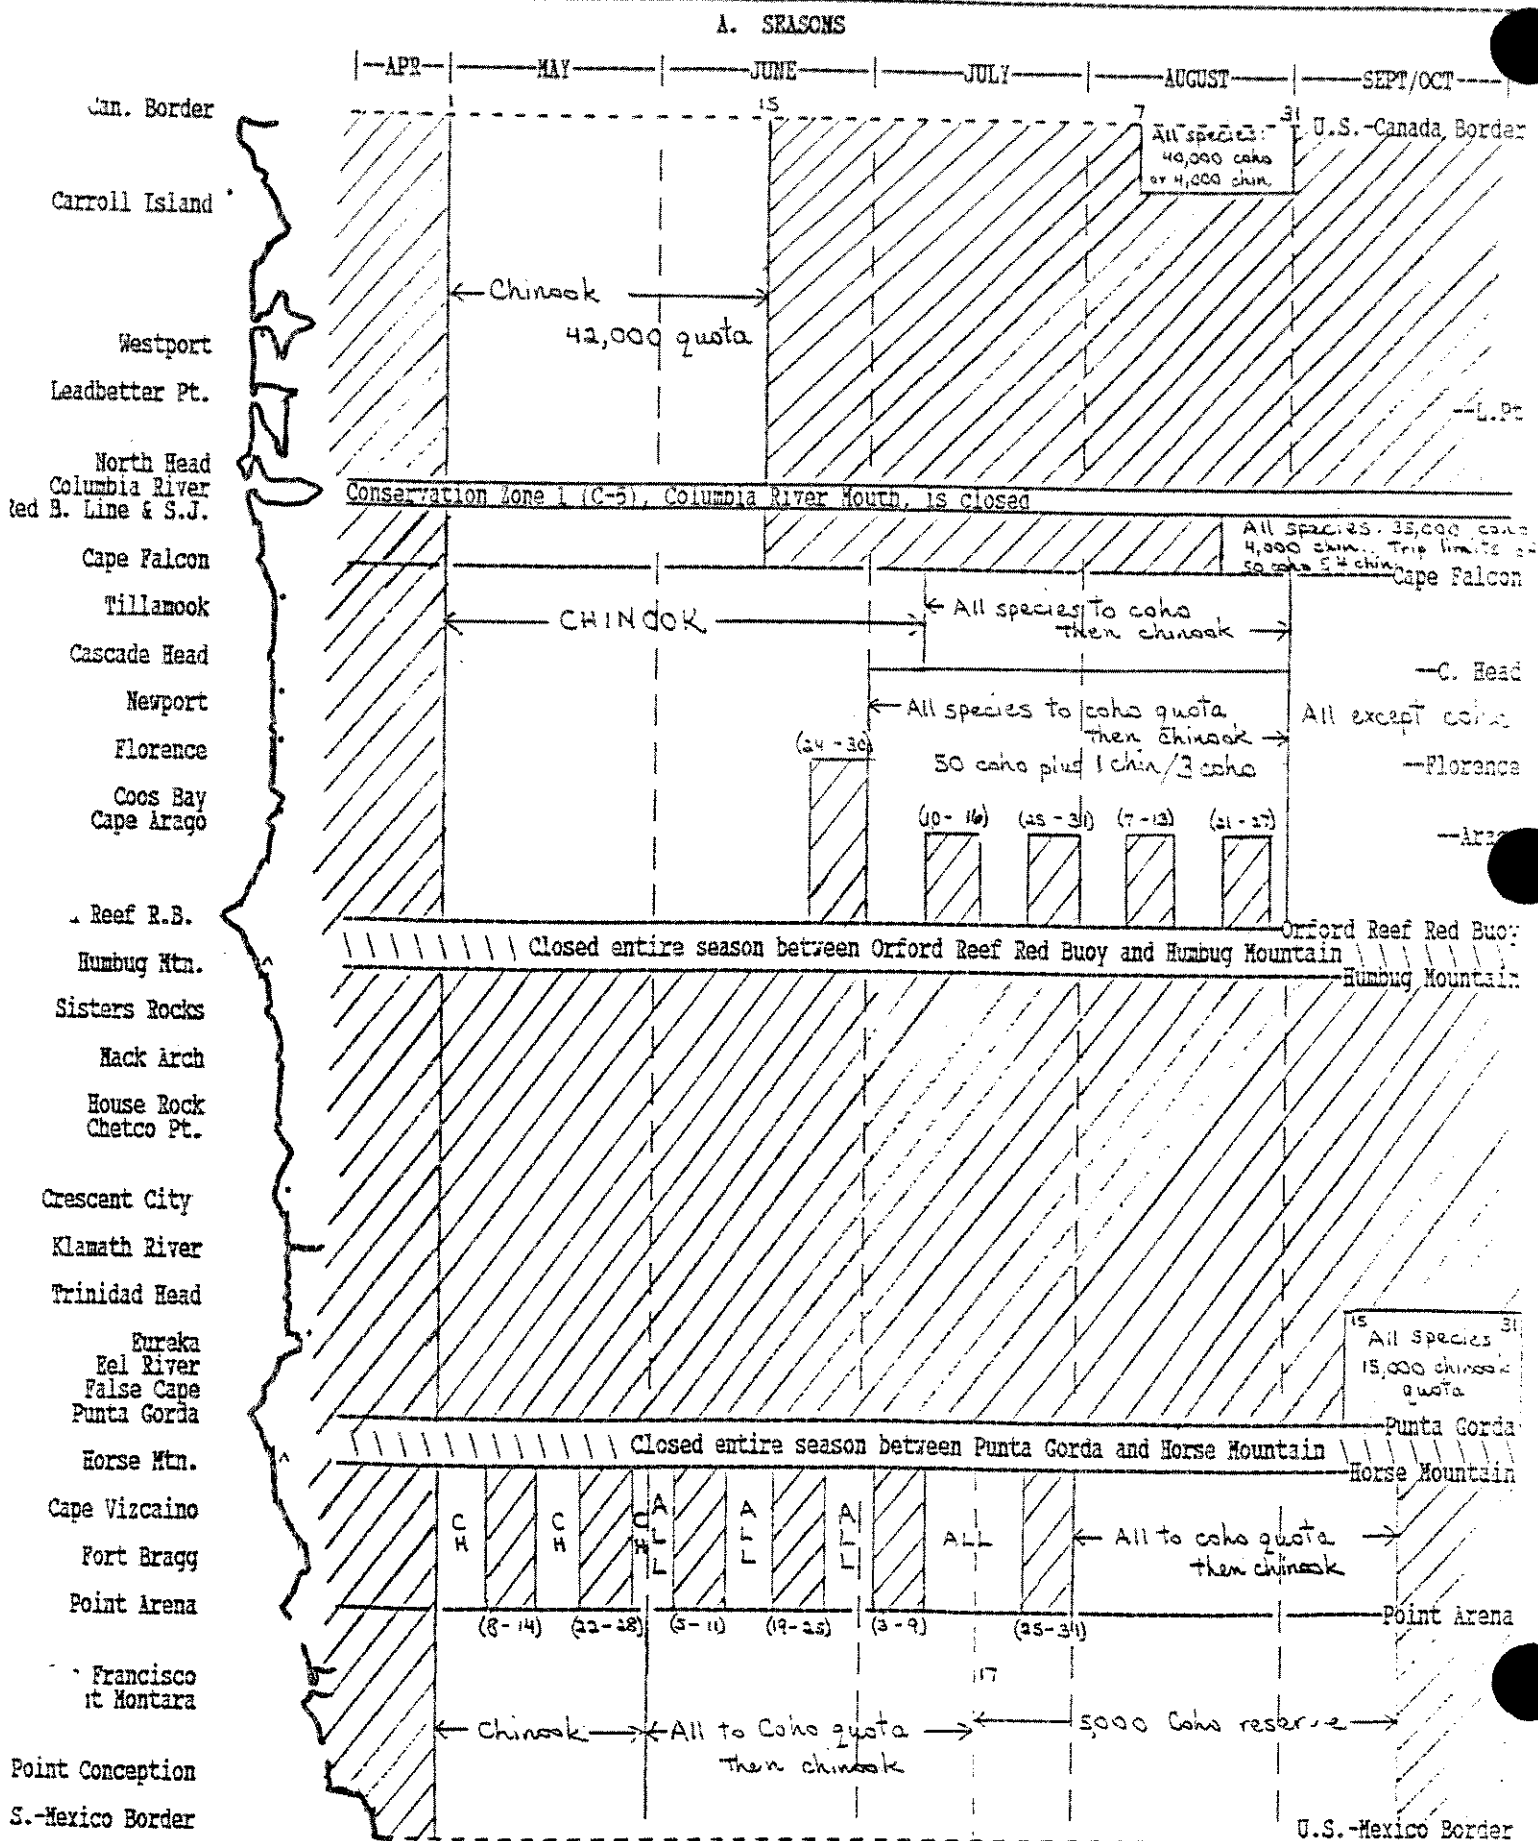 A. SEASONS
|--APR--|------MAY------|------JUNE------|------JULY------|------AUGUST------|------SEPT/OCT----
1 15 7 31
Can. Border
U.S.-Canada Border
All species:
40,000 coho
or 4,000 chin.
Carroll Island
Chinook
42,000 quota
Westport
Leadbetter Pt.
--L.Pt
North Head
Columbia River
Red B. Line & S.J.
Conservation Zone 1 (C-5), Columbia River Mouth, is closed
All species. 35,000 coho
4,000 chin. Trip limits
50 coho 5 chin
Cape Falcon
Cape Falcon
Tillamook
CHINOOK
All species to coho
then chinook
Cascade Head
--C. Head
Newport
All species to coho quota
then chinook
All except coho
Florence
(24-30)
50 coho plus 1 chin/3 coho
--Florence
Coos Bay
Cape Arago
(10-16) (25-31) (7-13) (21-27)
Reef R.B.
Orford Reef Red Buoy
Closed entire season between Orford Reef Red Buoy and Humbug Mountain
Humbug Mtn.
Humbug Mountain
Sisters Rocks
Mack Arch
House Rock
Chetco Pt.
Crescent City
Klamath River
Trinidad Head
15 31
All species
15,000 chinook
quota
Eureka
Eel River
False Cape
Punta Gorda
Punta Gorda
Closed entire season between Punta Gorda and Horse Mountain
Horse Mtn.
Horse Mountain
Cape Vizcaino
CH CH CH ALL ALL ALL ALL
All to coho quota
then chinook
Fort Bragg
Point Arena
Point Arena
(8-14) (22-28) (5-11) (19-25) (3-9) (25-31)
17
Francisco
Montara
Chinook
All to Coho quota
then chinook
5,000 Coho reserve
Point Conception
S.-Mexico Border
U.S.-Mexico Border